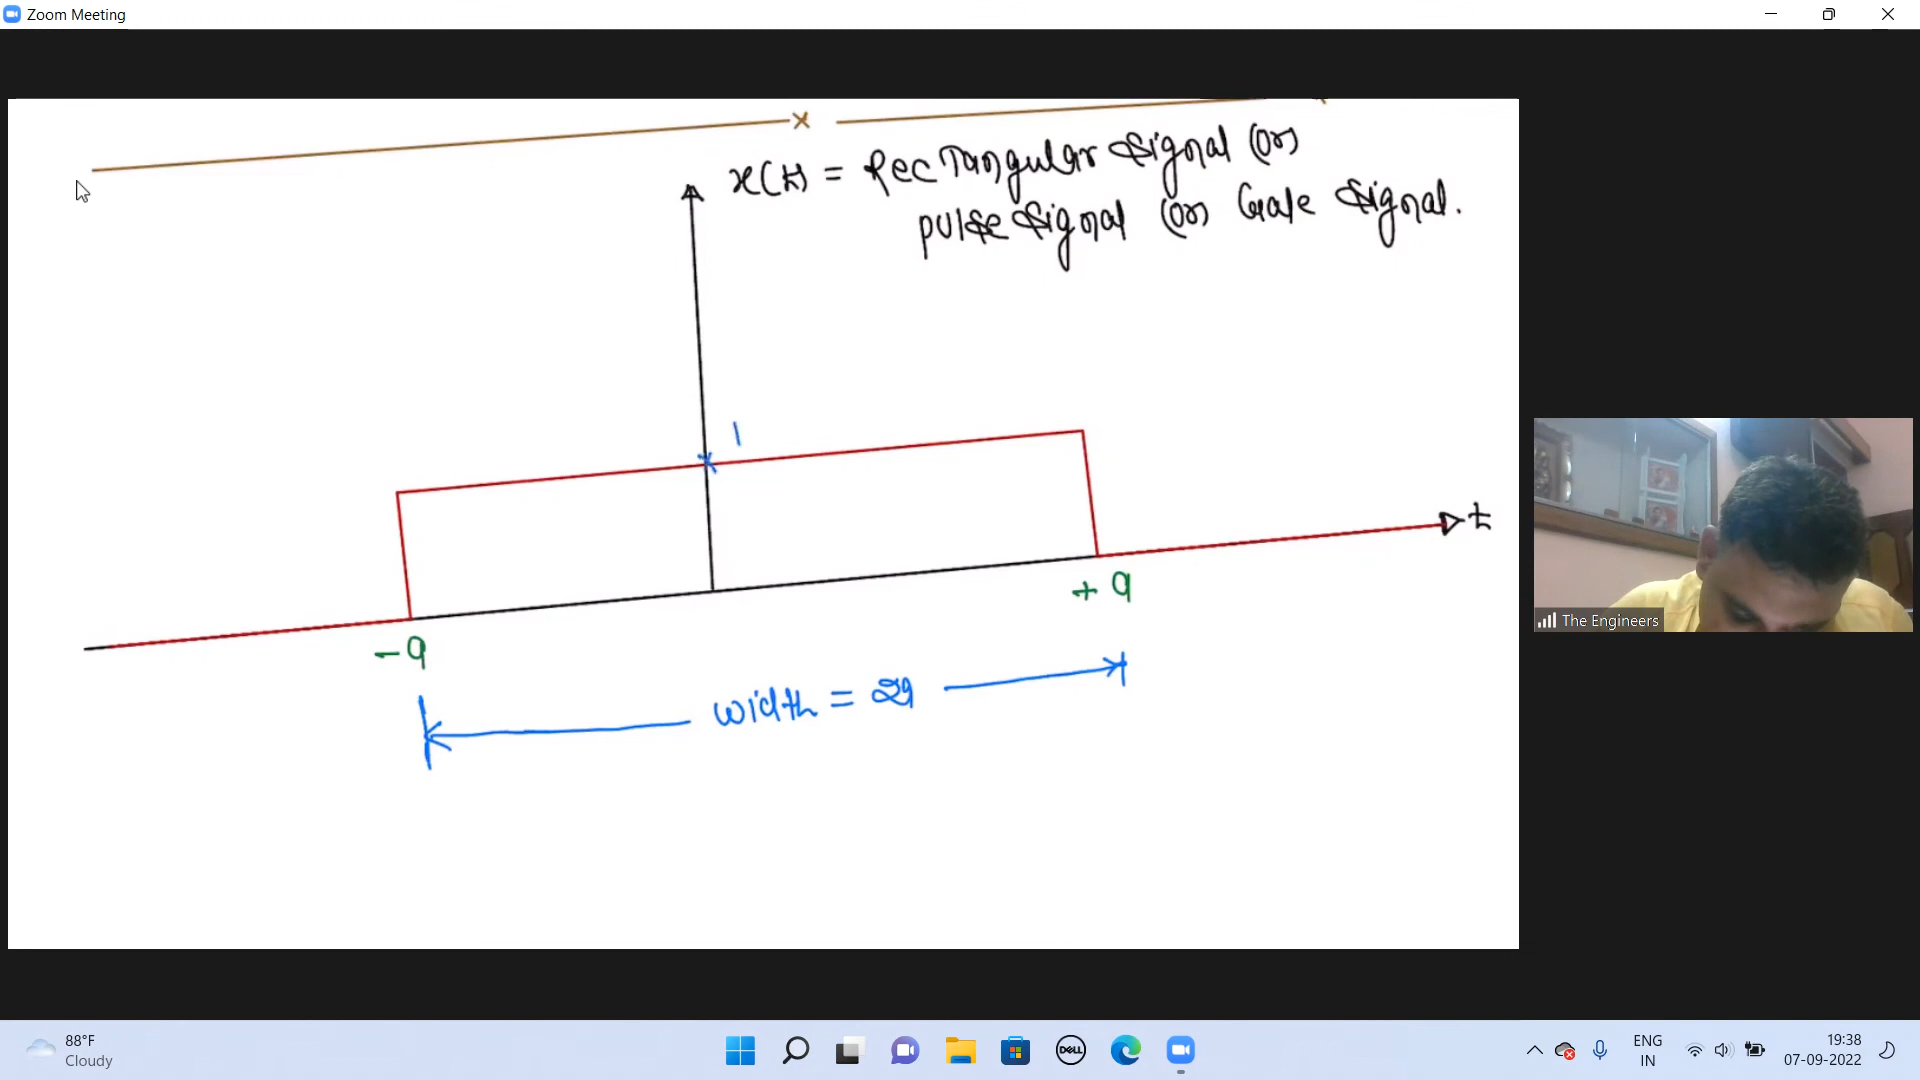 Zoom Meeting
x(t) = Rectangular Signal (or)
pulse Signal (or) Gate Signal.
1
t
+a
-a
width = 2a
The Engineers
88°F
Cloudy
DELL
ENG
IN
19:38
07-09-2022